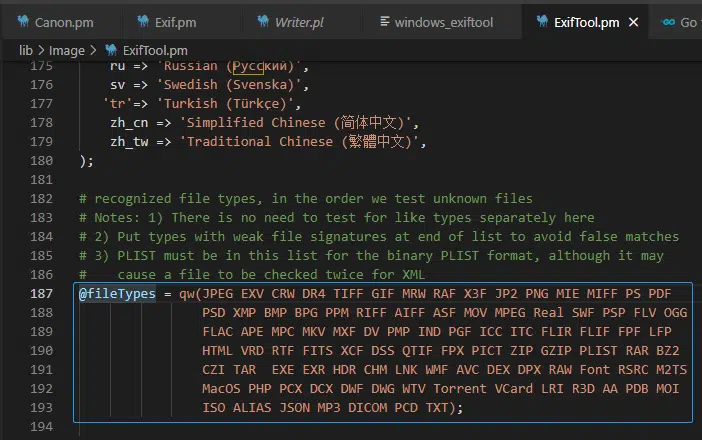 Canon.pm Exif.pm Writer.pl windows_exiftool ExifTool.pm × Go
lib > Image > ExifTool.pm
175 ru => 'Russian (Русский)',
176 sv => 'Swedish (Svenska)',
177 'tr'=> 'Turkish (Türkçe)',
178 zh_cn => 'Simplified Chinese (简体中文)',
179 zh_tw => 'Traditional Chinese (繁體中文)',
180 );
181
182 # recognized file types, in the order we test unknown files
183 # Notes: 1) There is no need to test for like types separately here
184 # 2) Put types with weak file signatures at end of list to avoid false matches
185 # 3) PLIST must be in this list for the binary PLIST format, although it may
186 #    cause a file to be checked twice for XML
187 @fileTypes = qw(JPEG EXV CRW DR4 TIFF GIF MRW RAF X3F JP2 PNG MIE MIFF PS PDF
188 PSD XMP BMP BPG PPM RIFF AIFF ASF MOV MPEG Real SWF PSP FLV OGG
189 FLAC APE MPC MKV MXF DV PMP IND PGF ICC ITC FLIR FLIF FPF LFP
190 HTML VRD RTF FITS XCF DSS QTIF FPX PICT ZIP GZIP PLIST RAR BZ2
191 CZI TAR  EXE EXR HDR CHM LNK WMF AVC DEX DPX RAW Font RSRC M2TS
192 MacOS PHP PCX DCX DWF DWG WTV Torrent VCard LRI R3D AA PDB MOI
193 ISO ALIAS JSON MP3 DICOM PCD TXT);
194